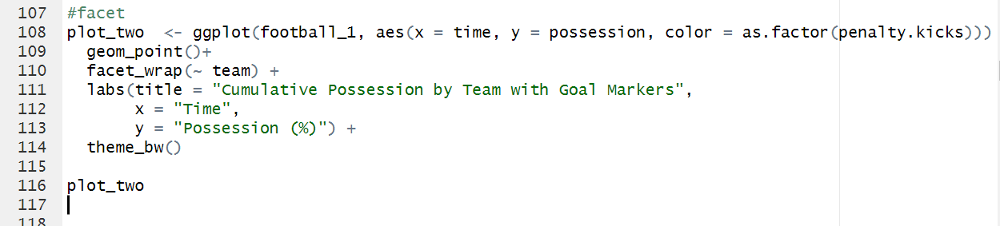 107 #facet
108 plot_two  <- ggplot(football_1, aes(x = time, y = possession, color = as.factor(penalty.kicks)))
109   geom_point()+
110   facet_wrap(~ team) +
111   labs(title = "Cumulative Possession by Team with Goal Markers",
112        x = "Time",
113        y = "Possession (%)") +
114   theme_bw()
115
116 plot_two
117
118